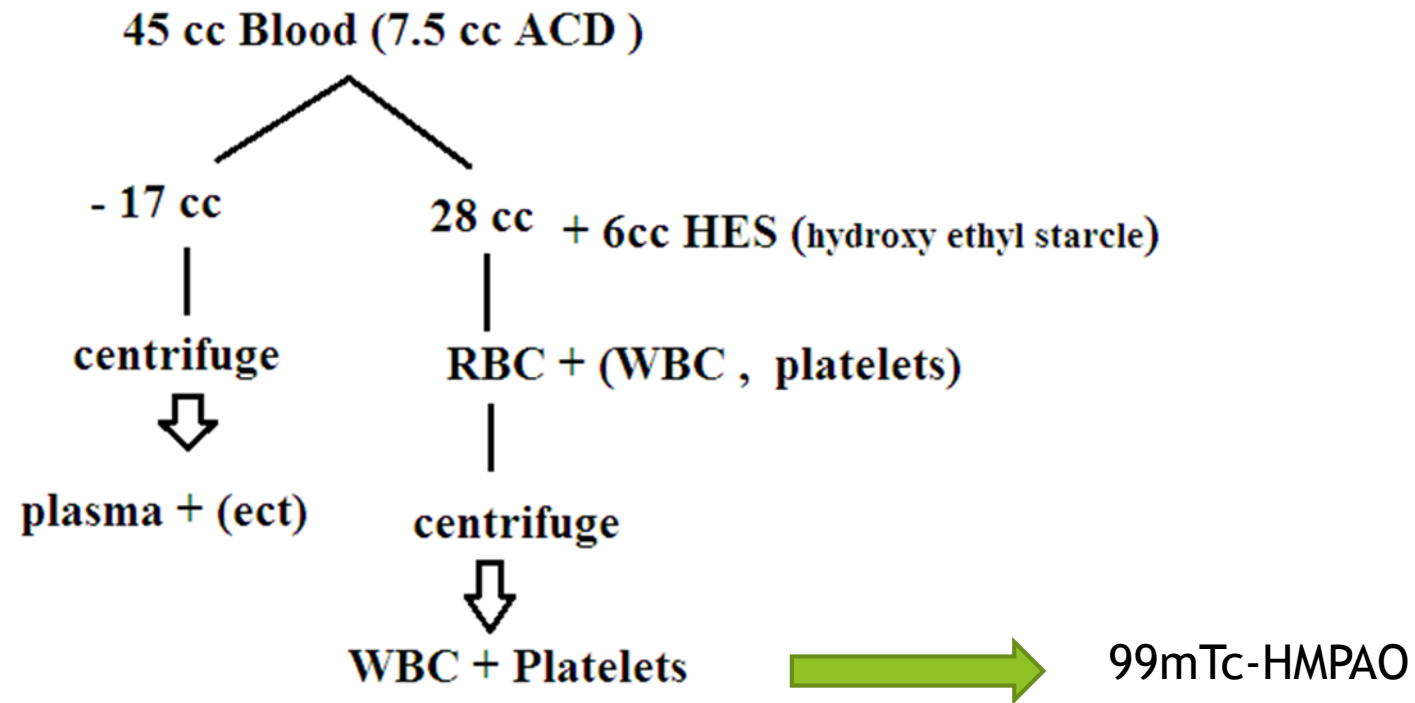 45 cc Blood (7.5 cc ACD )
- 17 cc
28 cc + 6cc HES (hydroxy ethyl starcle)
centrifuge
RBC + (WBC , platelets)
plasma + (ect)
centrifuge
WBC + Platelets
99mTc-HMPAO